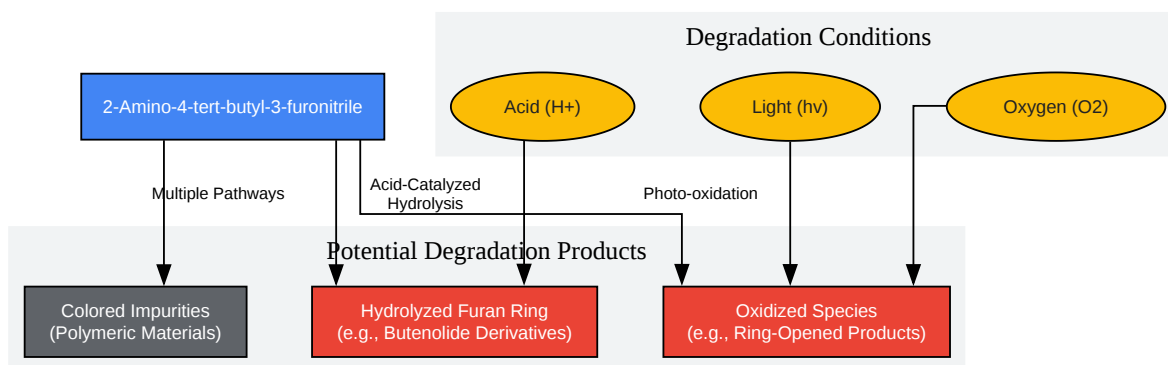 Degradation Conditions
2-Amino-4-tert-butyl-3-furonitrile
Acid (H+)
Light (hv)
Oxygen (O2)
Multiple Pathways
Acid-Catalyzed
Hydrolysis
Photo-oxidation
Potential Degradation Products
Colored Impurities
(Polymeric Materials)
Hydrolyzed Furan Ring
(e.g., Butenolide Derivatives)
Oxidized Species
(e.g., Ring-Opened Products)